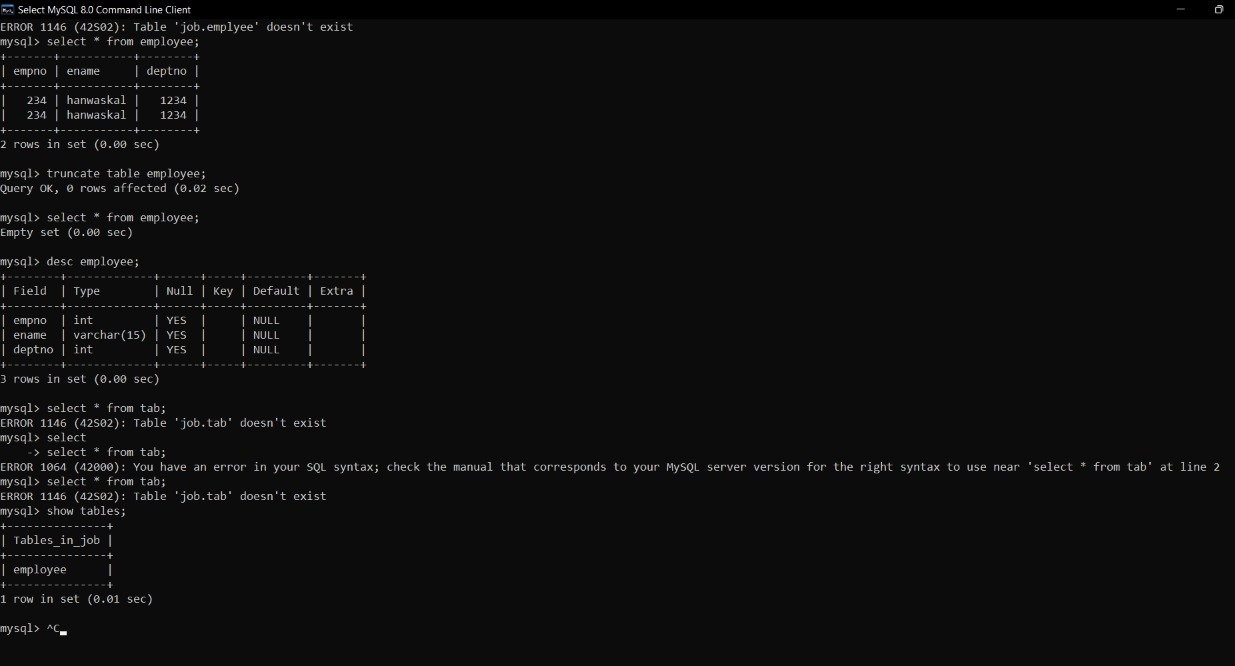 Select MySQL 8.0 Command Line Client
ERROR 1146 (42S02): Table 'job.emplyee' doesn't exist
mysql> select * from employee;
+-------+-----------+--------+
| empno | ename     | deptno |
+-------+-----------+--------+
|   234 | hanwaskal |   1234 |
|   234 | hanwaskal |   1234 |
+-------+-----------+--------+
2 rows in set (0.00 sec)
mysql> truncate table employee;
Query OK, 0 rows affected (0.02 sec)
mysql> select * from employee;
Empty set (0.00 sec)
mysql> desc employee;
+--------+-------------+------+-----+---------+-------+
| Field  | Type        | Null | Key | Default | Extra |
+--------+-------------+------+-----+---------+-------+
| empno  | int         | YES  |     | NULL    |       |
| ename  | varchar(15) | YES  |     | NULL    |       |
| deptno | int         | YES  |     | NULL    |       |
+--------+-------------+------+-----+---------+-------+
3 rows in set (0.00 sec)
mysql> select * from tab;
ERROR 1146 (42S02): Table 'job.tab' doesn't exist
mysql> select
    -> select * from tab;
ERROR 1064 (42000): You have an error in your SQL syntax; check the manual that corresponds to your MySQL server version for the right syntax to use near 'select * from tab' at line 2
mysql> select * from tab;
ERROR 1146 (42S02): Table 'job.tab' doesn't exist
mysql> show tables;
+---------------+
| Tables_in_job |
+---------------+
| employee      |
+---------------+
1 row in set (0.01 sec)
mysql> ^C